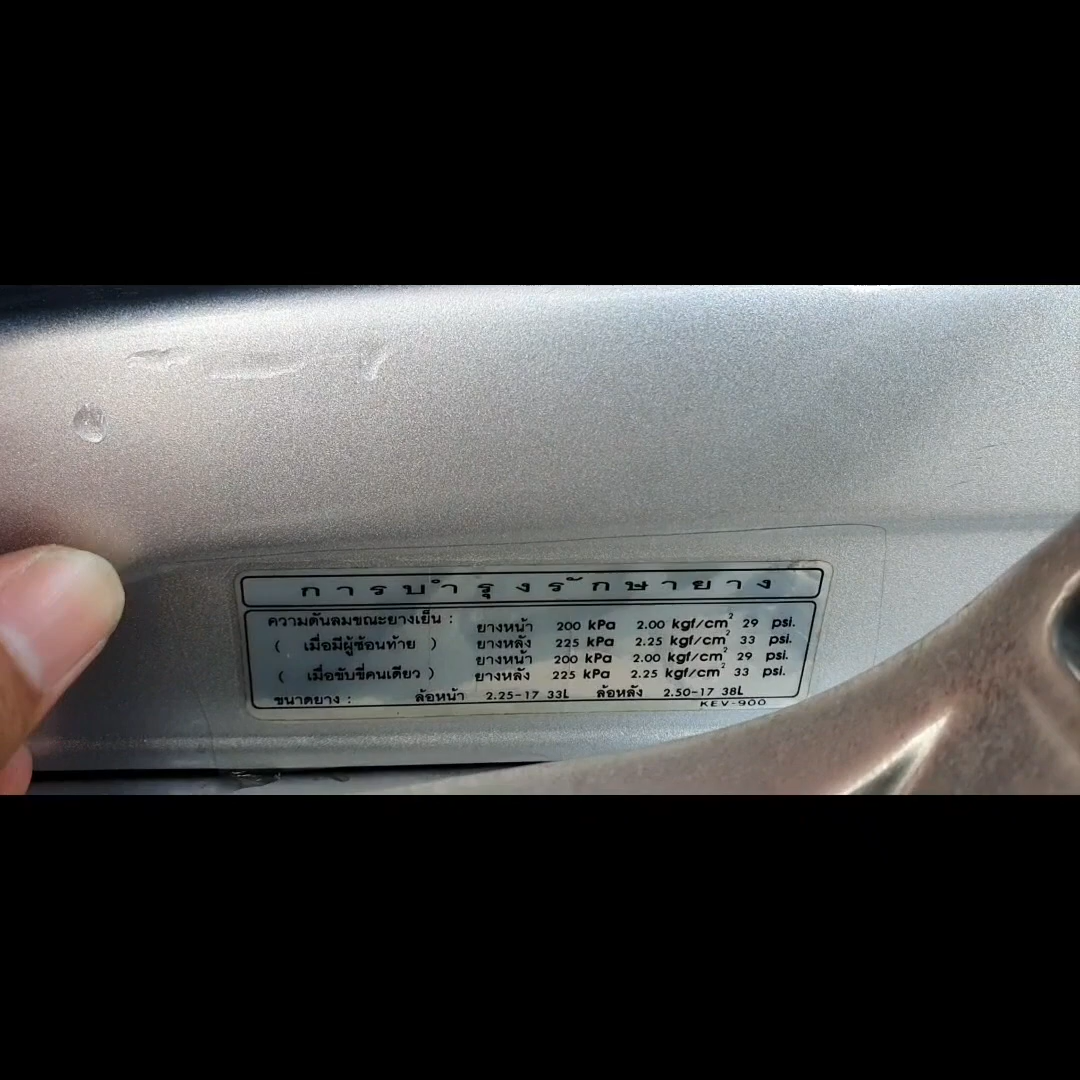 การบำรุงรักษายาง
ความดันลมขณะยางเย็น : ยางหน้า 200 kPa 2.00 kgf/cm² 29 psi.
( เมื่อมีผู้ซ้อนท้าย ) ยางหลัง 225 kPa 2.25 kgf/cm² 33 psi.
ยางหน้า 200 kPa 2.00 kgf/cm² 29 psi.
( เมื่อขับขี่คนเดียว ) ยางหลัง 225 kPa 2.25 kgf/cm² 33 psi.
ขนาดยาง : ล้อหน้า 2.25-17 33L ล้อหลัง 2.50-17 38L
KEV-900